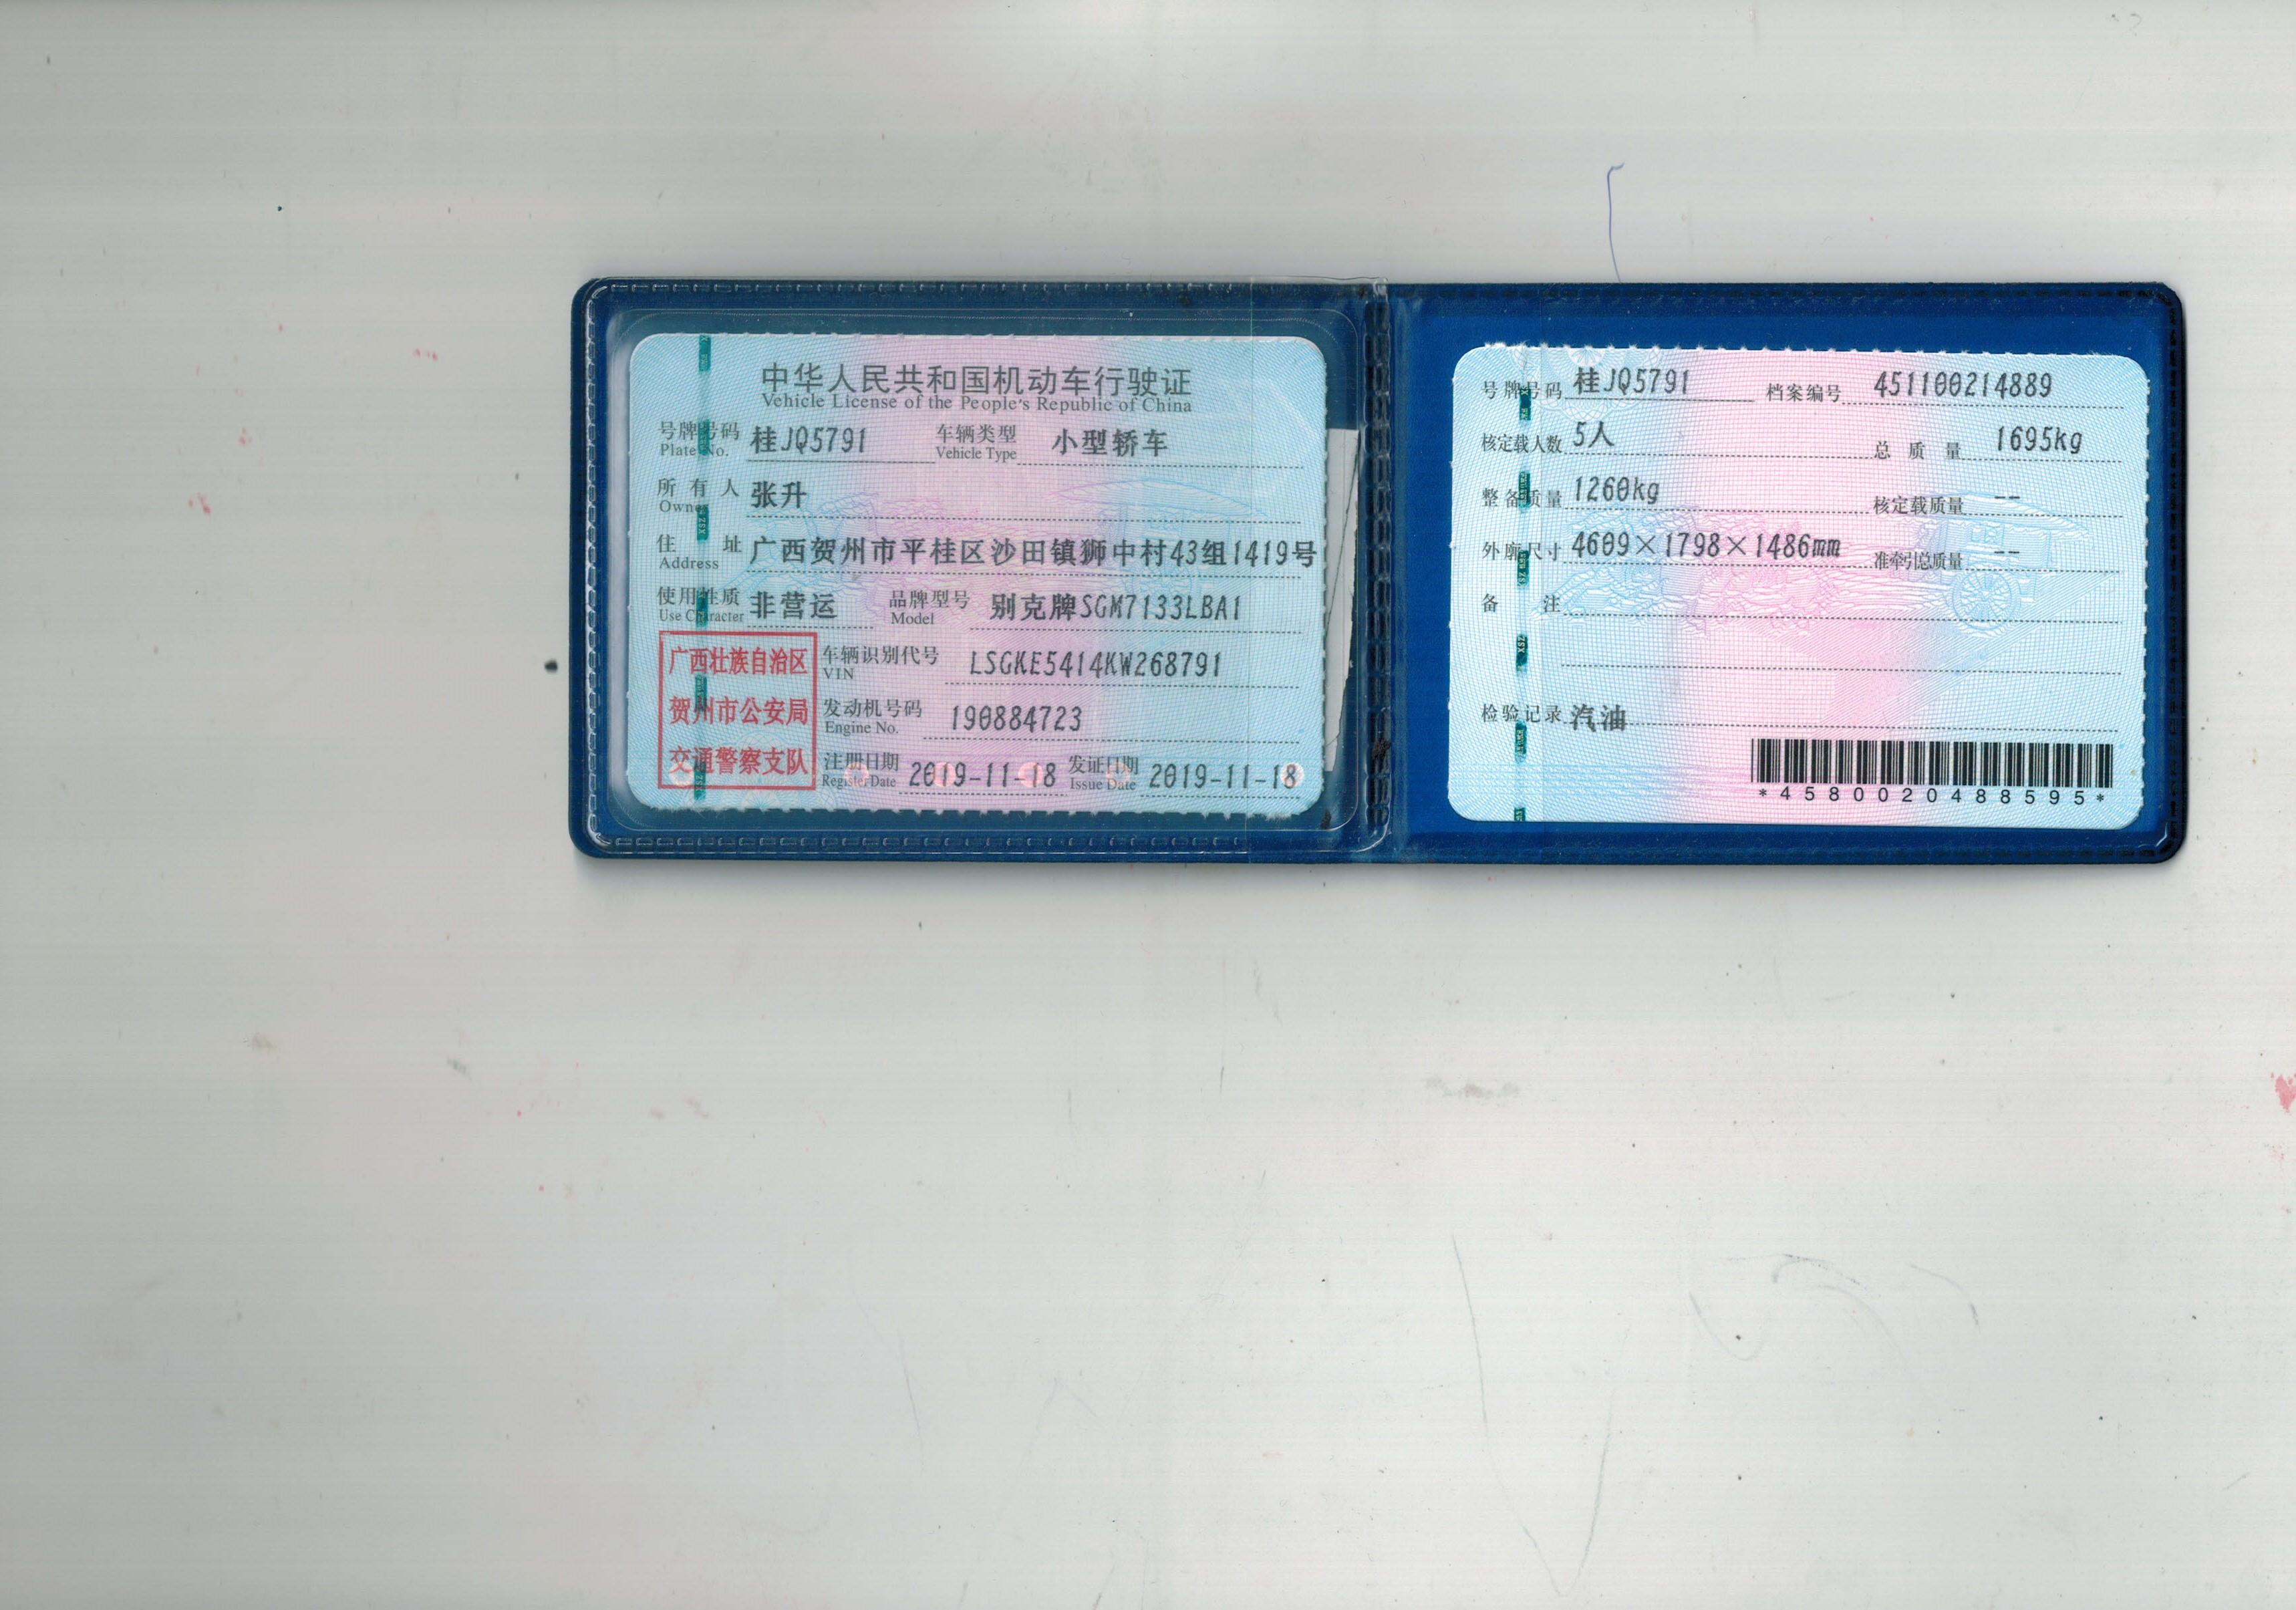 中华人民共和国机动车行驶证
Vehicle License of the People's Republic of China
号牌号码 桂JQ5791 车辆类型 小型轿车
Plate No. Vehicle Type
所有人 张升
Owner
住址 广西贺州市平桂区沙田镇狮中村43组1419号
Address
使用性质 非营运 品牌型号 别克牌SGM7133LBA1
Use Character Model
广西壮族自治区
贺州市公安局
交通警察支队
车辆识别代号 LSGKE5414KW268791
VIN
发动机号码 190884723
Engine No.
注册日期 2019-11-18 发证日期 2019-11-18
Register Date Issue Date
号牌号码 桂JQ5791 档案编号 451100214889
核定载人数 5人 总质量 1695kg
整备质量 1260kg 核定载质量 --
外廓尺寸 4609×1798×1486mm 准牵引总质量 --
备注
检验记录 汽油
*4580020488595*